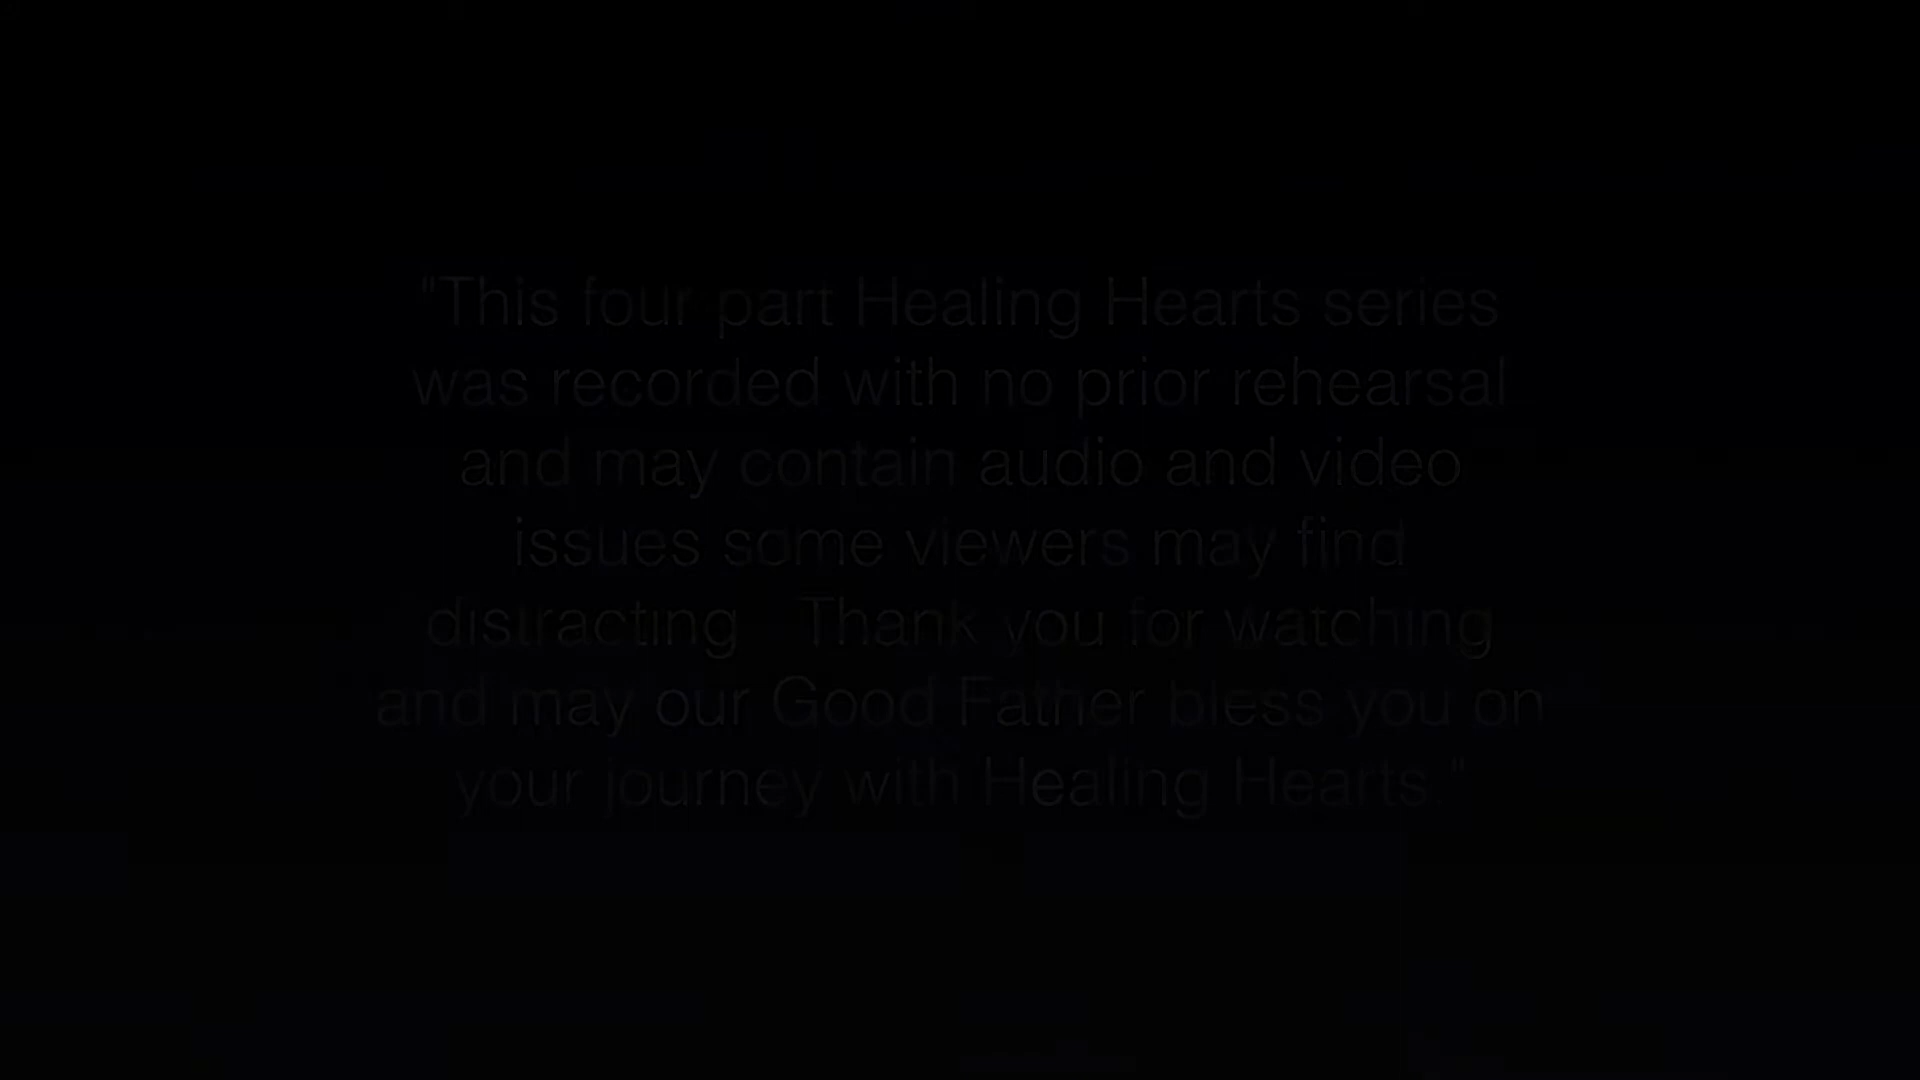 "This four part Healing Hearts series
was recorded with no prior rehearsal
and may contain audio and video
issues some viewers may find
distracting   Thank you for watching
and may our Good Father bless you on
your journey with Healing Hearts."